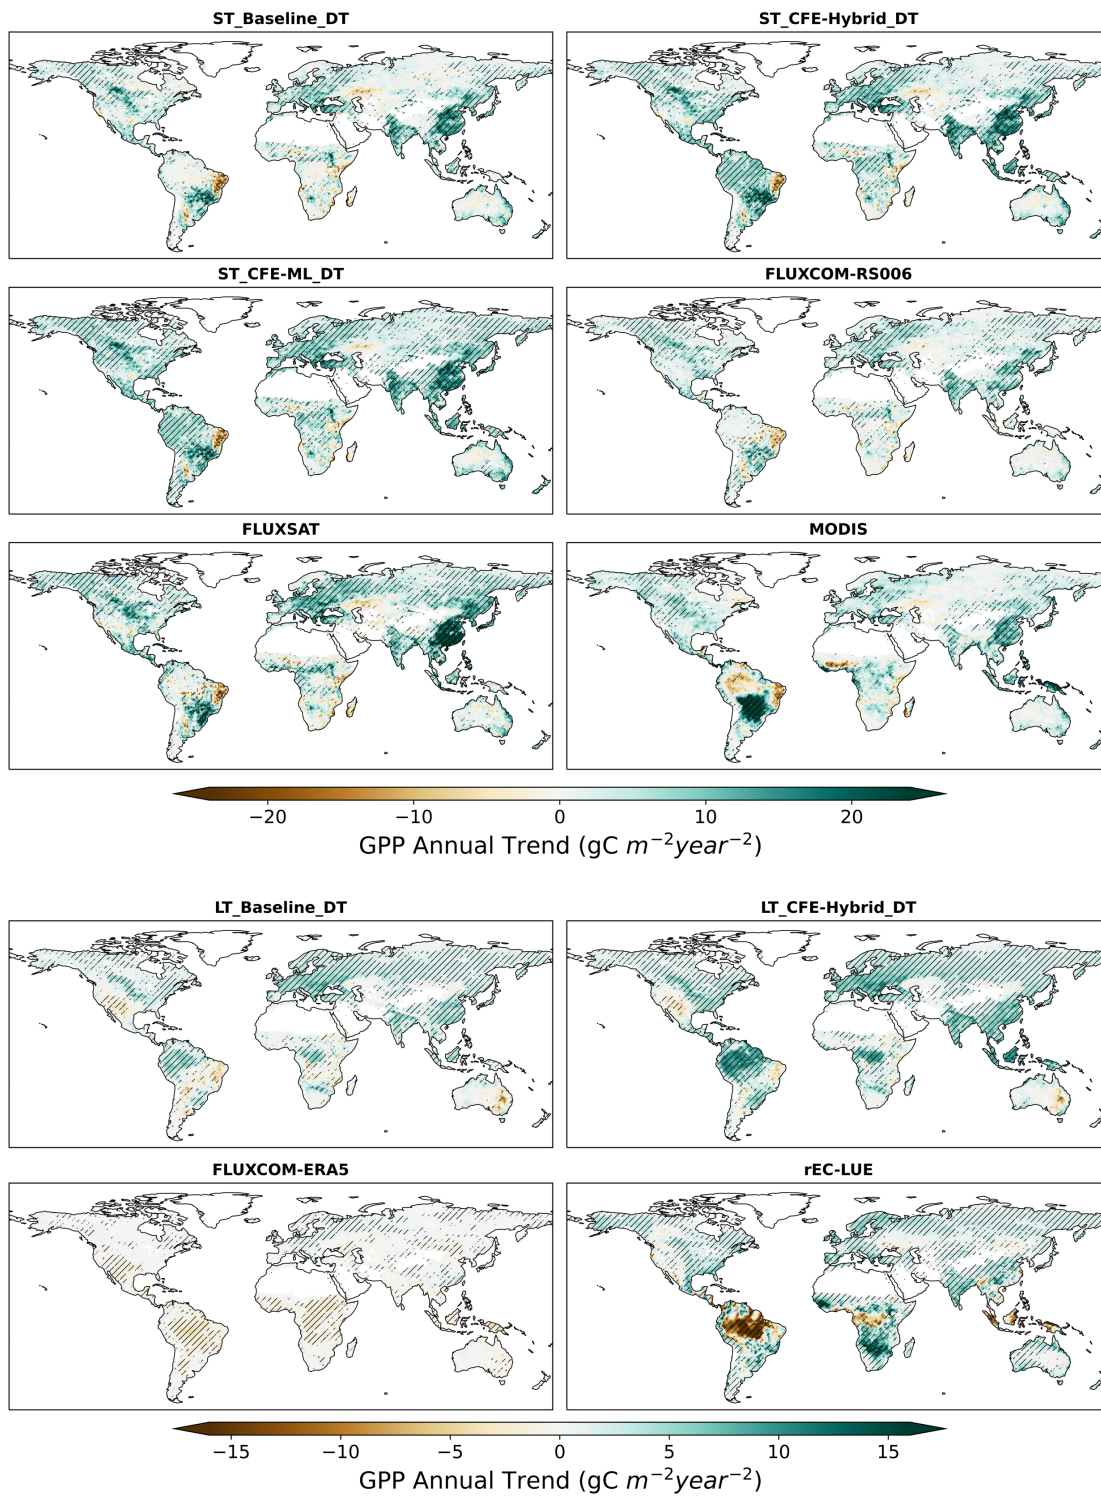 ST_Baseline_DT
ST_CFE-Hybrid_DT
ST_CFE-ML_DT
FLUXCOM-RS006
FLUXSAT
MODIS
−20 −10 0 10 20
GPP Annual Trend (gC m⁻²year⁻²)
LT_Baseline_DT
LT_CFE-Hybrid_DT
FLUXCOM-ERA5
rEC-LUE
−15 −10 −5 0 5 10 15
GPP Annual Trend (gC m⁻²year⁻²)